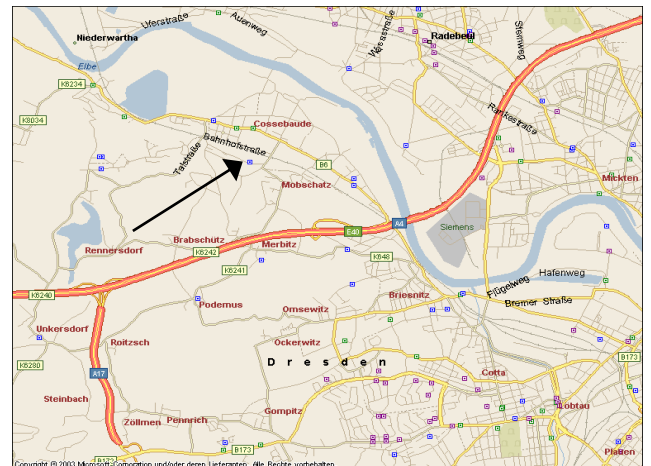 Uferstraße
Auenweg
Niederwartha
Elbe
Wasastraße
Radebeul
Steinweg
K6234
K8034
Rankestraße
Cossebaude
Bahnhofstraße
Talstraße
B6
Mobschatz
Mickten
A4
E40
Siemens
Rennersdorf
Brabschütz
Merbitz
K6242
K648
K6241
K6240
Briesnitz
Flügelweg
Hafenweg
Bremer Straße
Podemus
Omsewitz
Unkersdorf
Roitzsch
Ockerwitz
Dresden
B173
K6280
A17
Cotta
Steinbach
Gompitz
Löbtau
Zöllmen
Pennrich
B173
Plauen
B173
Copyright © 2003 Microsoft Corporation und/oder deren Lieferanten. Alle Rechte vorbehalten.